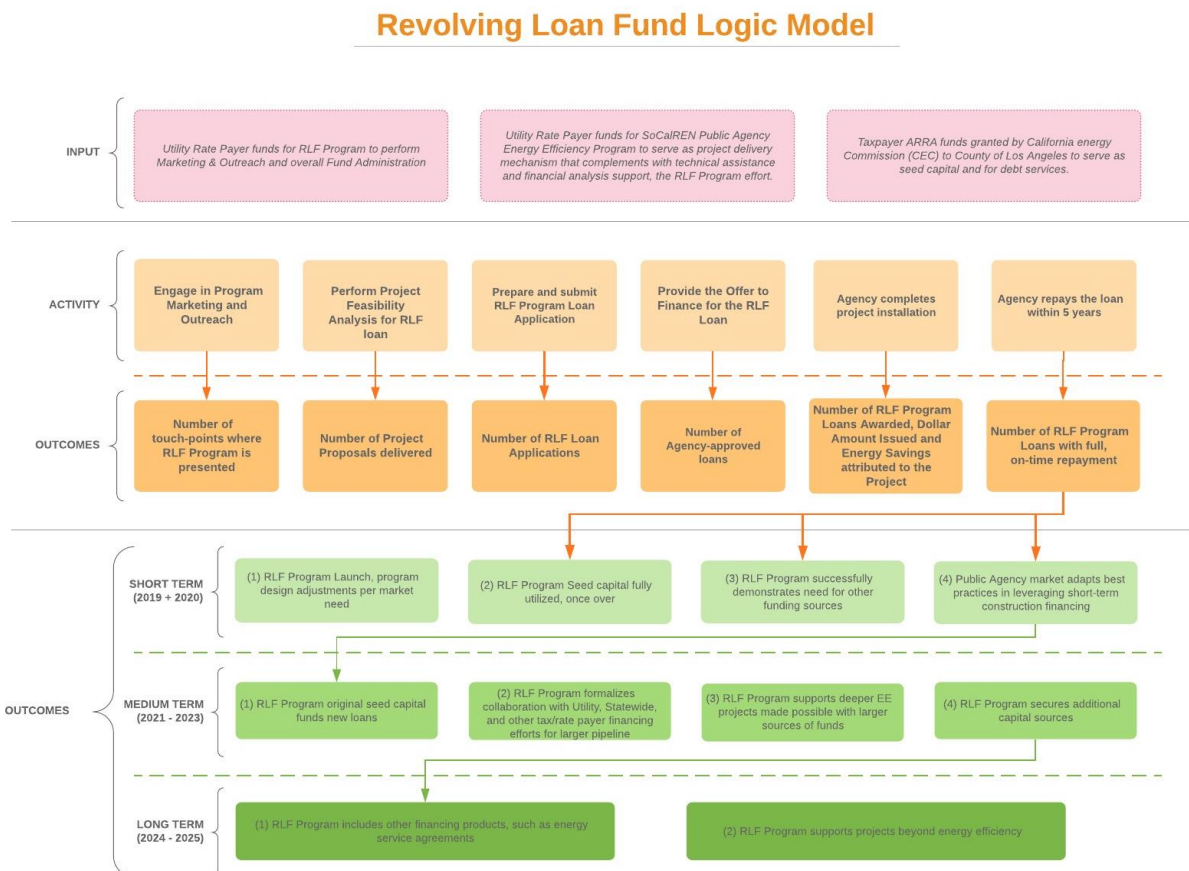 Revolving Loan Fund Logic Model
INPUT
Utility Rate Payer funds for RLF Program to perform
Marketing & Outreach and overall Fund Administration
Utility Rate Payer funds for SoCalREN Public Agency
Energy Efficiency Program to serve as project delivery
mechanism that complements with technical assistance
and financial analysis support, the RLF Program effort.
Taxpayer ARRA funds granted by California energy
Commission (CEC) to County of Los Angeles to serve as
seed capital and for debt services.
ACTIVITY
Engage in Program
Marketing and
Outreach
Perform Project
Feasibility
Analysis for RLF
loan
Prepare and submit
RLF Program Loan
Application
Provide the Offer to
Finance for the RLF
Loan
Agency completes
project installation
Agency repays the loan
within 5 years
OUTCOMES
Number of
touch-points where
RLF Program is
presented
Number of Project
Proposals delivered
Number of RLF Loan
Applications
Number of
Agency-approved
loans
Number of RLF Program
Loans Awarded, Dollar
Amount Issued and
Energy Savings
attributed to the
Project
Number of RLF Program
Loans with full,
on-time repayment
OUTCOMES
SHORT TERM
(2019 + 2020)
(1) RLF Program Launch, program
design adjustments per market
need
(2) RLF Program Seed capital fully
utilized, once over
(3) RLF Program successfully
demonstrates need for other
funding sources
(4) Public Agency market adapts best
practices in leveraging short-term
construction financing
MEDIUM TERM
(2021 - 2023)
(1) RLF Program original seed capital
funds new loans
(2) RLF Program formalizes
collaboration with Utility, Statewide,
and other tax/rate payer financing
efforts for larger pipeline
(3) RLF Program supports deeper EE
projects made possible with larger
sources of funds
(4) RLF Program secures additional
capital sources
LONG TERM
(2024 - 2025)
(1) RLF Program includes other financing products, such as energy
service agreements
(2) RLF Program supports projects beyond energy efficiency